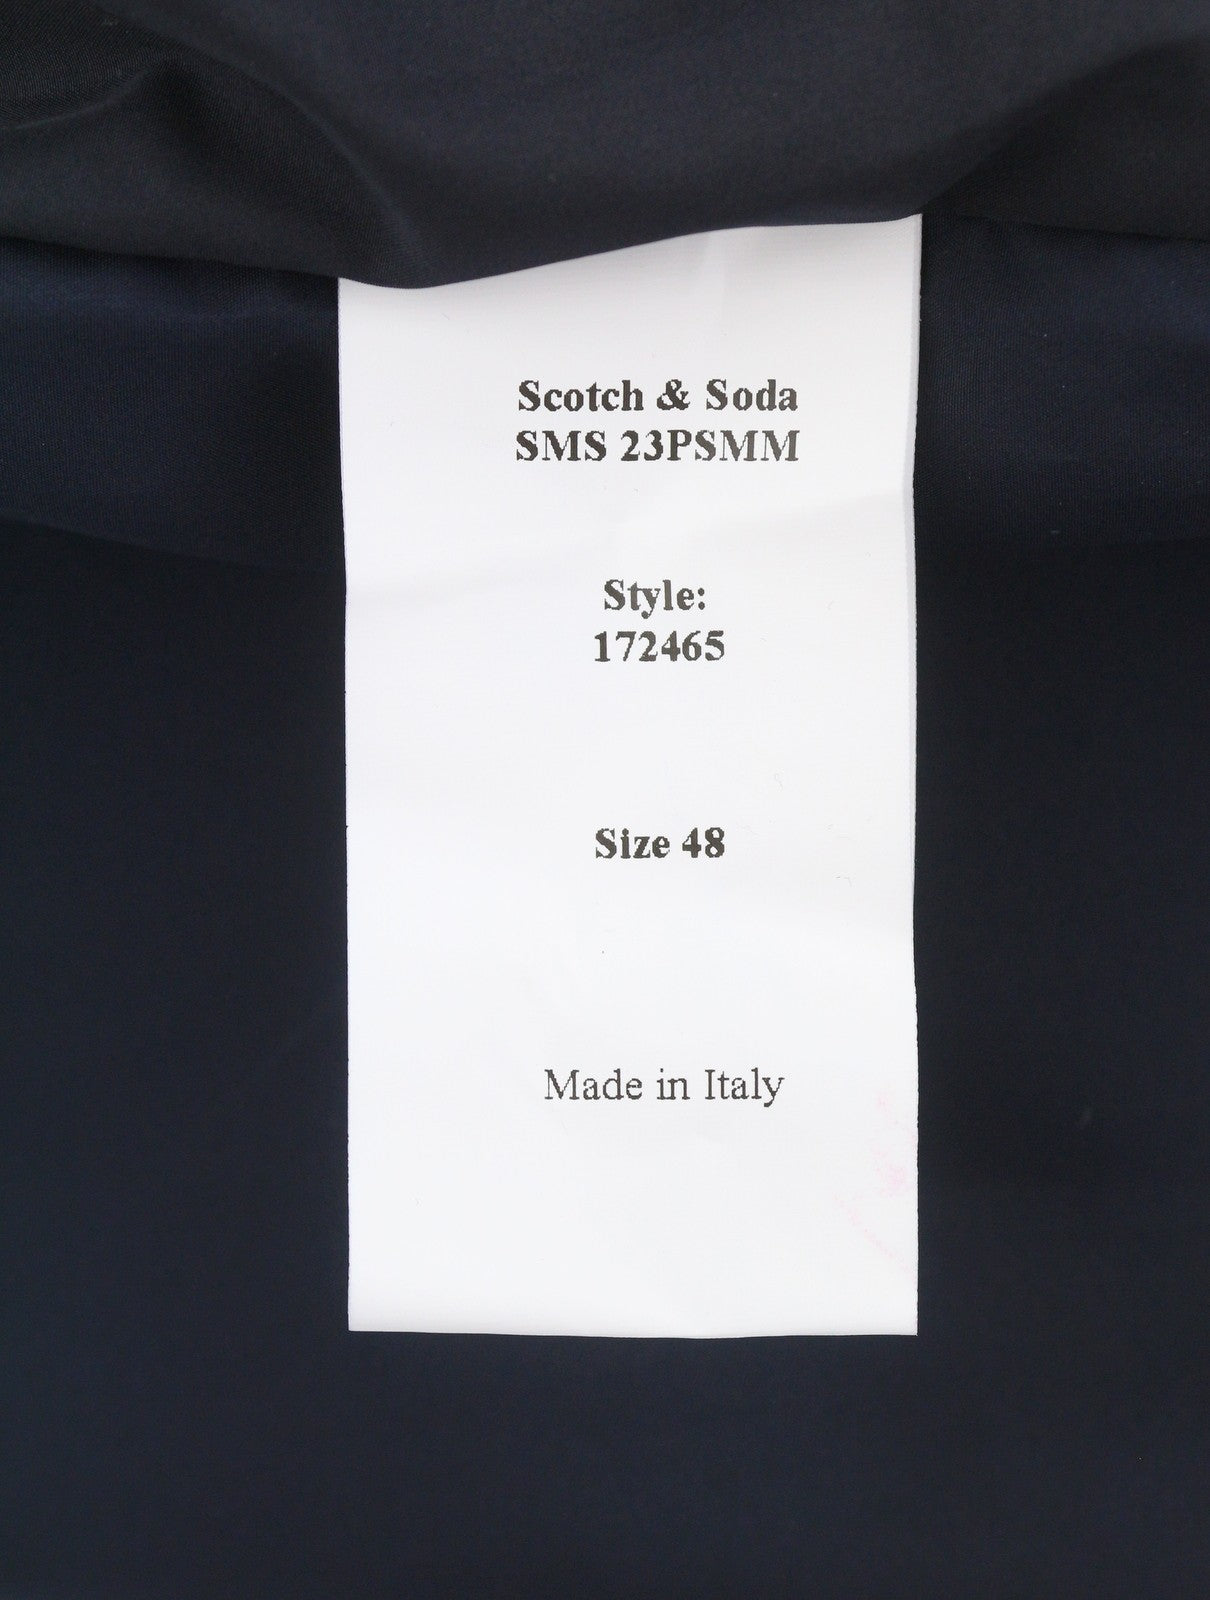 Scotch & Soda
SMS 23PSMM
Style:
172465
Size 48
Made in Italy